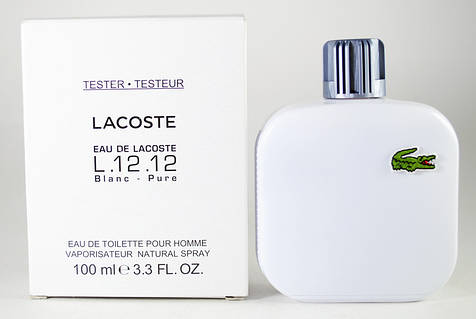 TESTER • TESTEUR
LACOSTE
EAU DE LACOSTE
L.12.12
Blanc - Pure
EAU DE TOILETTE POUR HOMME
VAPORISATEUR NATURAL SPRAY
100 ml ℮ 3.3 FL. OZ.